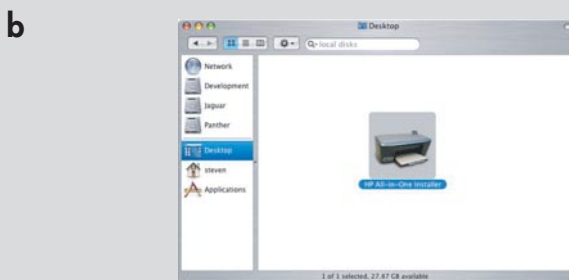 b
Desktop
local disks
Network
Development
Jaguar
Panther
Desktop
steven
Applications
HP All-in-One Installer
1 of 1 selected, 27.87 GB available